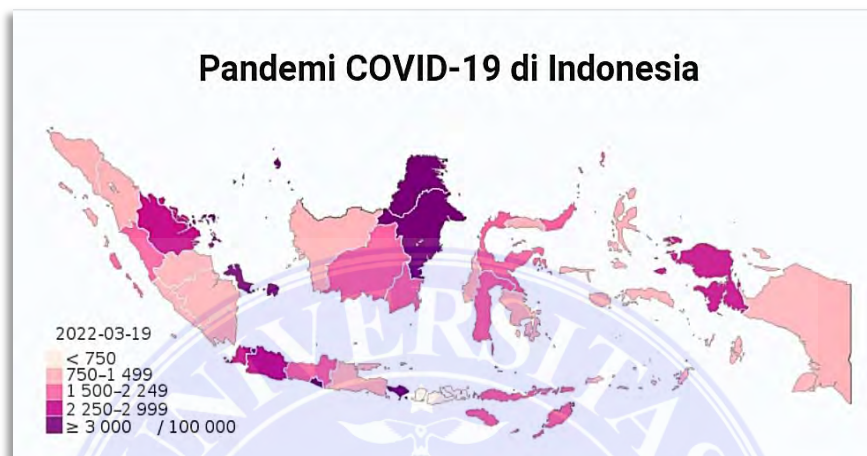 Pandemi COVID-19 di Indonesia
2022-03-19
< 750
750–1 499
1 500–2 249
2 250–2 999
≥ 3 000 / 100 000
UNIVERSITAS